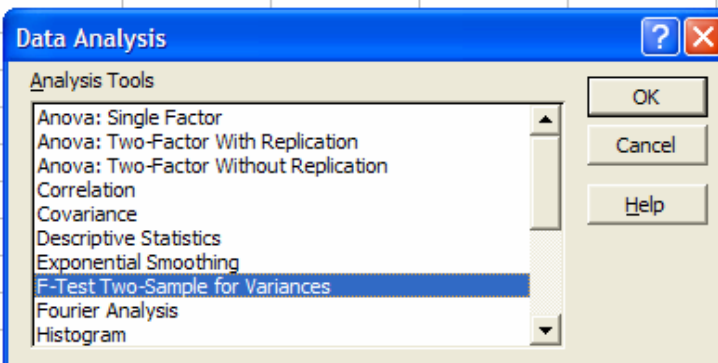 Data Analysis
?
Analysis Tools
Anova: Single Factor
Anova: Two-Factor With Replication
Anova: Two-Factor Without Replication
Correlation
Covariance
Descriptive Statistics
Exponential Smoothing
F-Test Two-Sample for Variances
Fourier Analysis
Histogram
OK
Cancel
Help